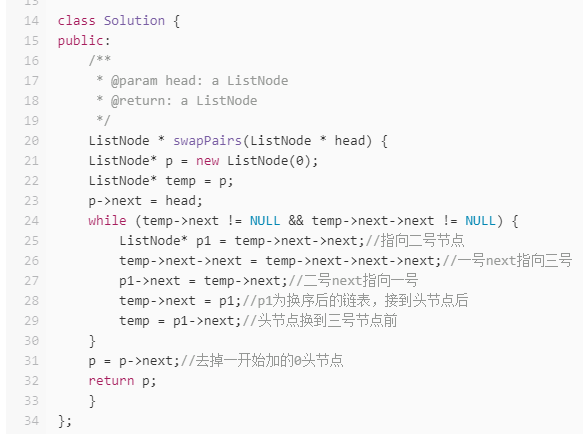 13
14 class Solution {
15 public:
16     /**
17      * @param head: a ListNode
18      * @return: a ListNode
19      */
20     ListNode * swapPairs(ListNode * head) {
21     ListNode* p = new ListNode(0);
22     ListNode* temp = p;
23     p->next = head;
24     while (temp->next != NULL && temp->next->next != NULL) {
25         ListNode* p1 = temp->next->next;//指向二号节点
26         temp->next->next = temp->next->next->next;//一号next指向三号
27         p1->next = temp->next;//二号next指向一号
28         temp->next = p1;//p1为换序后的链表，接到头节点后
29         temp = p1->next;//头节点换到三号节点前
30     }
31     p = p->next;//去掉一开始加的0头节点
32     return p;
33     }
34 };